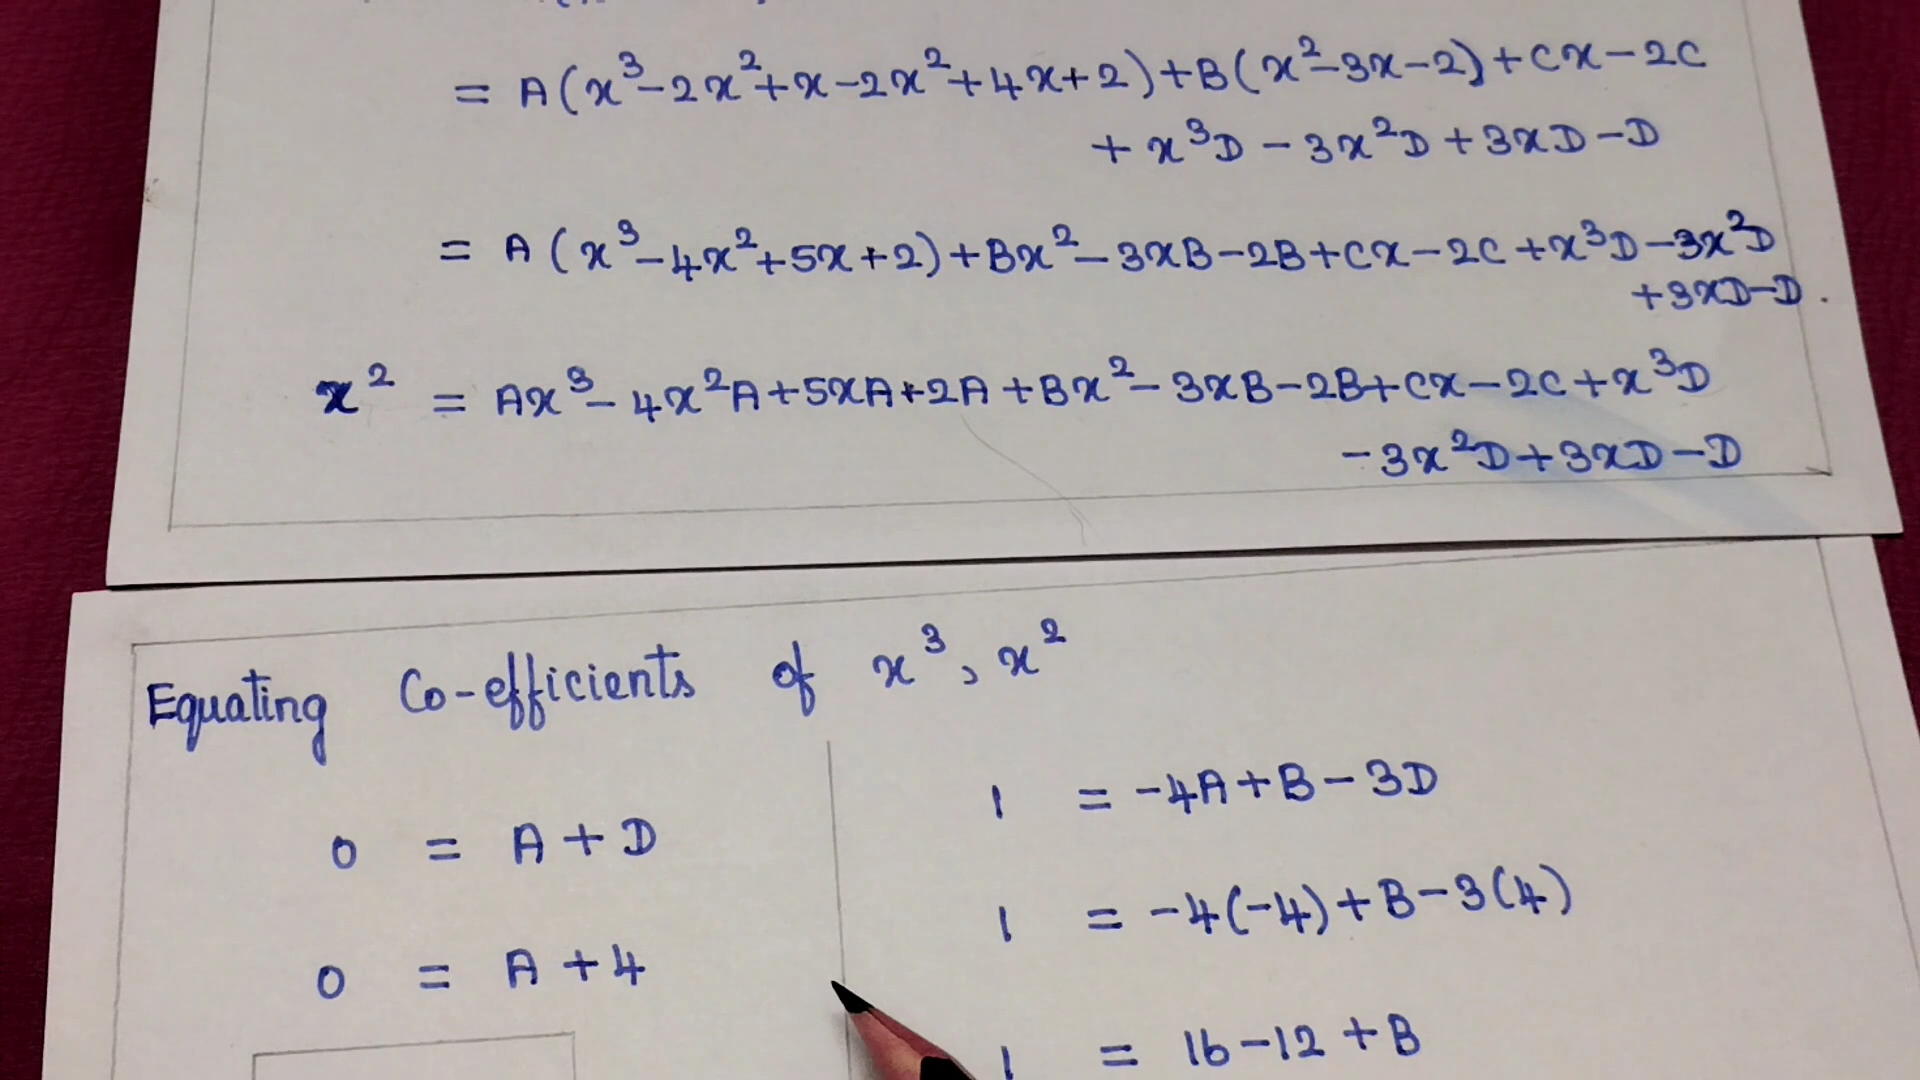 = A(x³-2x²+x-2x²+4x+2)+B(x²-3x-2)+Cx-2C
+ x³D - 3x²D + 3xD - D
= A(x³-4x²+5x+2)+Bx²-3xB-2B+Cx-2C+x³D-3x²D
+3xD-D.
x² = Ax³-4x²A+5xA+2A+Bx²-3xB-2B+Cx-2C+x³D
-3x²D+3xD-D
Equating Co-efficients of x³, x²
0 = A + D
1 = -4A+B-3D
1 = -4(-4)+B-3(4)
0 = A + 4
1 = 16-12+B